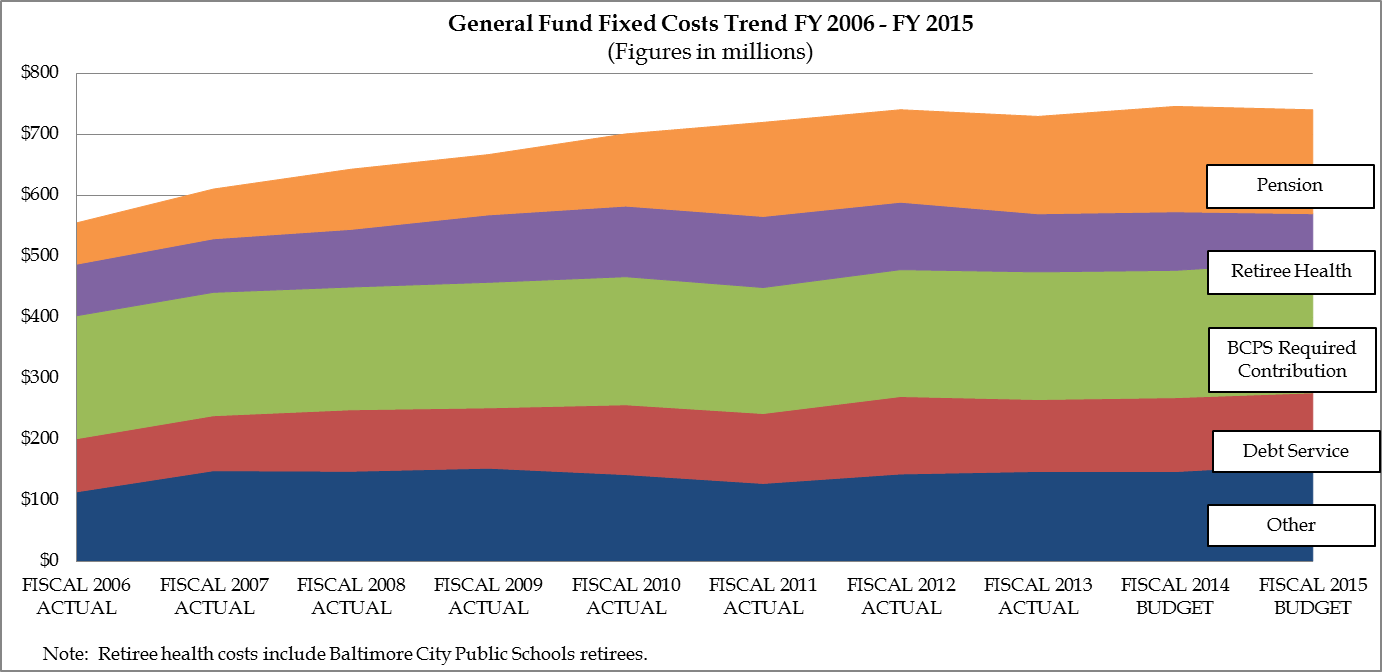 General Fund Fixed Costs Trend FY 2006 - FY 2015
(Figures in millions)
$800
$700
$600
$500
$400
$300
$200
$100
$0
Pension
Retiree Health
BCPS Required
Contribution
Debt Service
Other
FISCAL 2006 FISCAL 2007 FISCAL 2008 FISCAL 2009 FISCAL 2010 FISCAL 2011 FISCAL 2012 FISCAL 2013 FISCAL 2014 FISCAL 2015
ACTUAL ACTUAL ACTUAL ACTUAL ACTUAL ACTUAL ACTUAL ACTUAL BUDGET BUDGET
Note: Retiree health costs include Baltimore City Public Schools retirees.